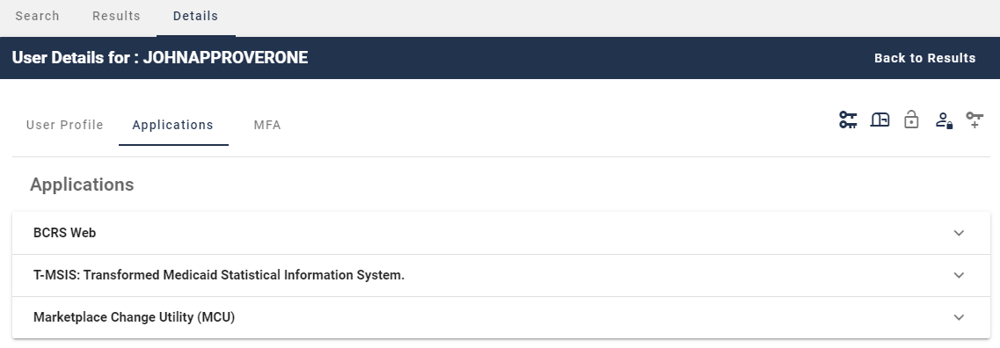 Search Results Details
User Details for : JOHNAPPROVERONE Back to Results
User Profile Applications MFA
Applications
BCRS Web
T-MSIS: Transformed Medicaid Statistical Information System.
Marketplace Change Utility (MCU)